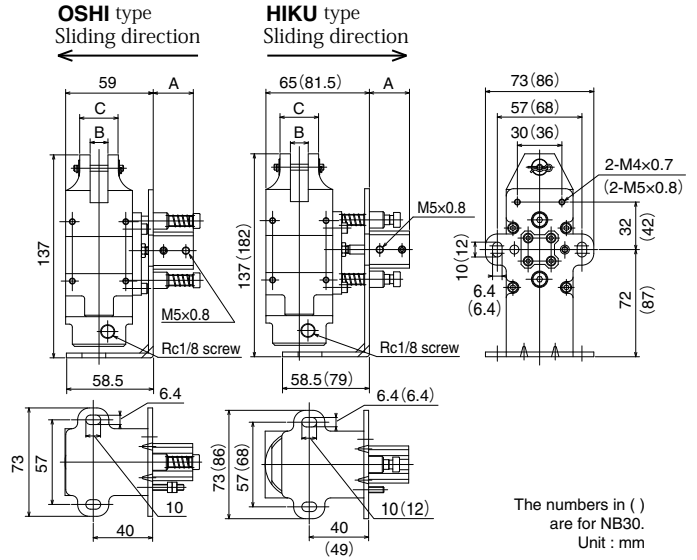 OSHI type
Sliding direction
HIKU type
Sliding direction
59
A
C
B
137
M5×0.8
Rc1/8 screw
58.5
65(81.5)
A
C
B
M5×0.8
137(182)
Rc1/8 screw
58.5(79)
73(86)
57(68)
30(36)
2-M4×0.7
(2-M5×0.8)
32
(42)
10(12)
6.4
(6.4)
72
(87)
6.4
73
57
10
40
6.4(6.4)
73(86)
57(68)
10(12)
40
(49)
The numbers in ( )
are for NB30.
Unit : mm